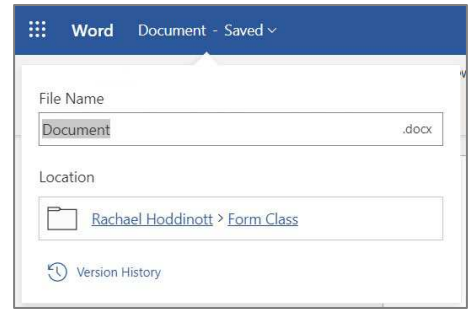 Word Document - Saved
File Name
Document .docx
Location
Rachael Hoddinott > Form Class
Version History